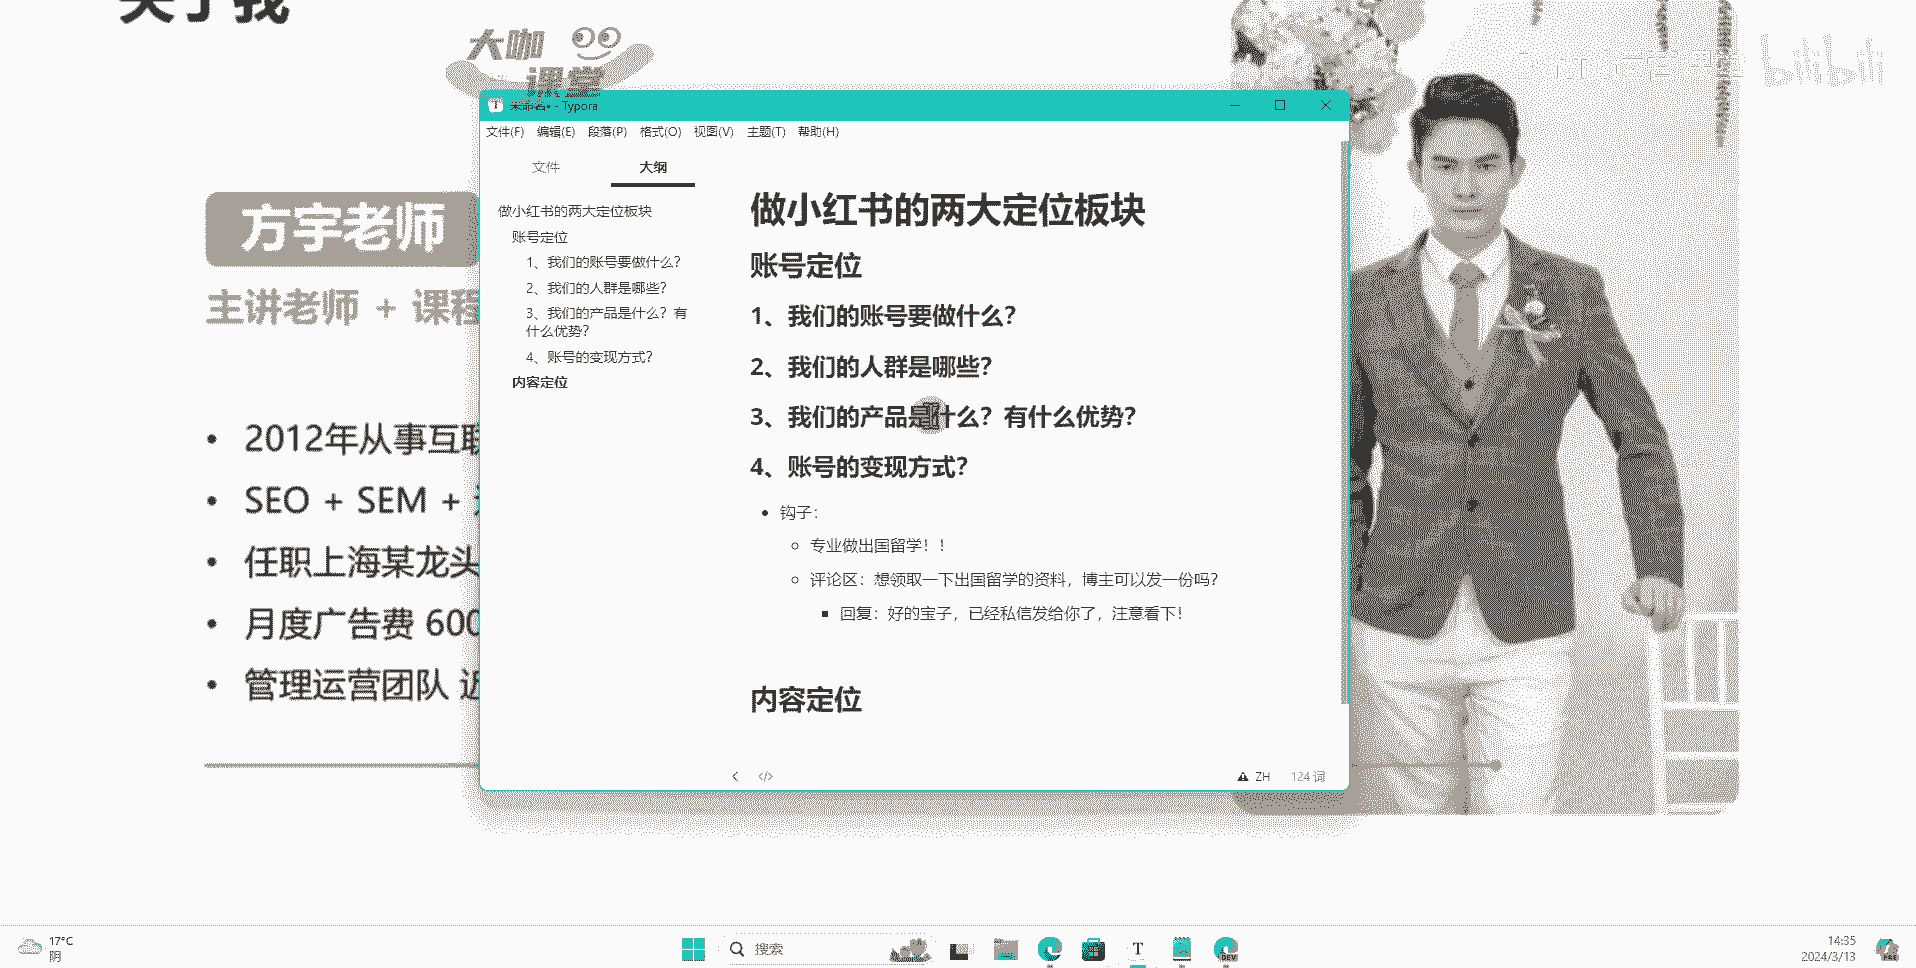 关于我
大咖
课堂
bilibili
方宇老师
主讲老师 + 课程
2012年从事互联
SEO + SEM +
任职上海某龙头
月度广告费 600
管理运营团队 近
未命名• - Typora
文件(F) 编辑(E) 段落(P) 格式(O) 视图(V) 主题(T) 帮助(H)
文件 大纲
做小红书的两大定位板块
账号定位
1、我们的账号要做什么？
2、我们的人群是哪些？
3、我们的产品是什么？有
什么优势？
4、账号的变现方式？
内容定位
做小红书的两大定位板块
账号定位
1、我们的账号要做什么？
2、我们的人群是哪些？
3、我们的产品是什么？有什么优势？
4、账号的变现方式？
钩子：
专业做出国留学！！
评论区：想领取一下出国留学的资料，博主可以发一份吗？
回复：好的宝子，已经私信发给你了，注意看下！
内容定位
ZH 124 词
17°C
阴
搜索
T
DEV
14:35
2024/3/13
PRE